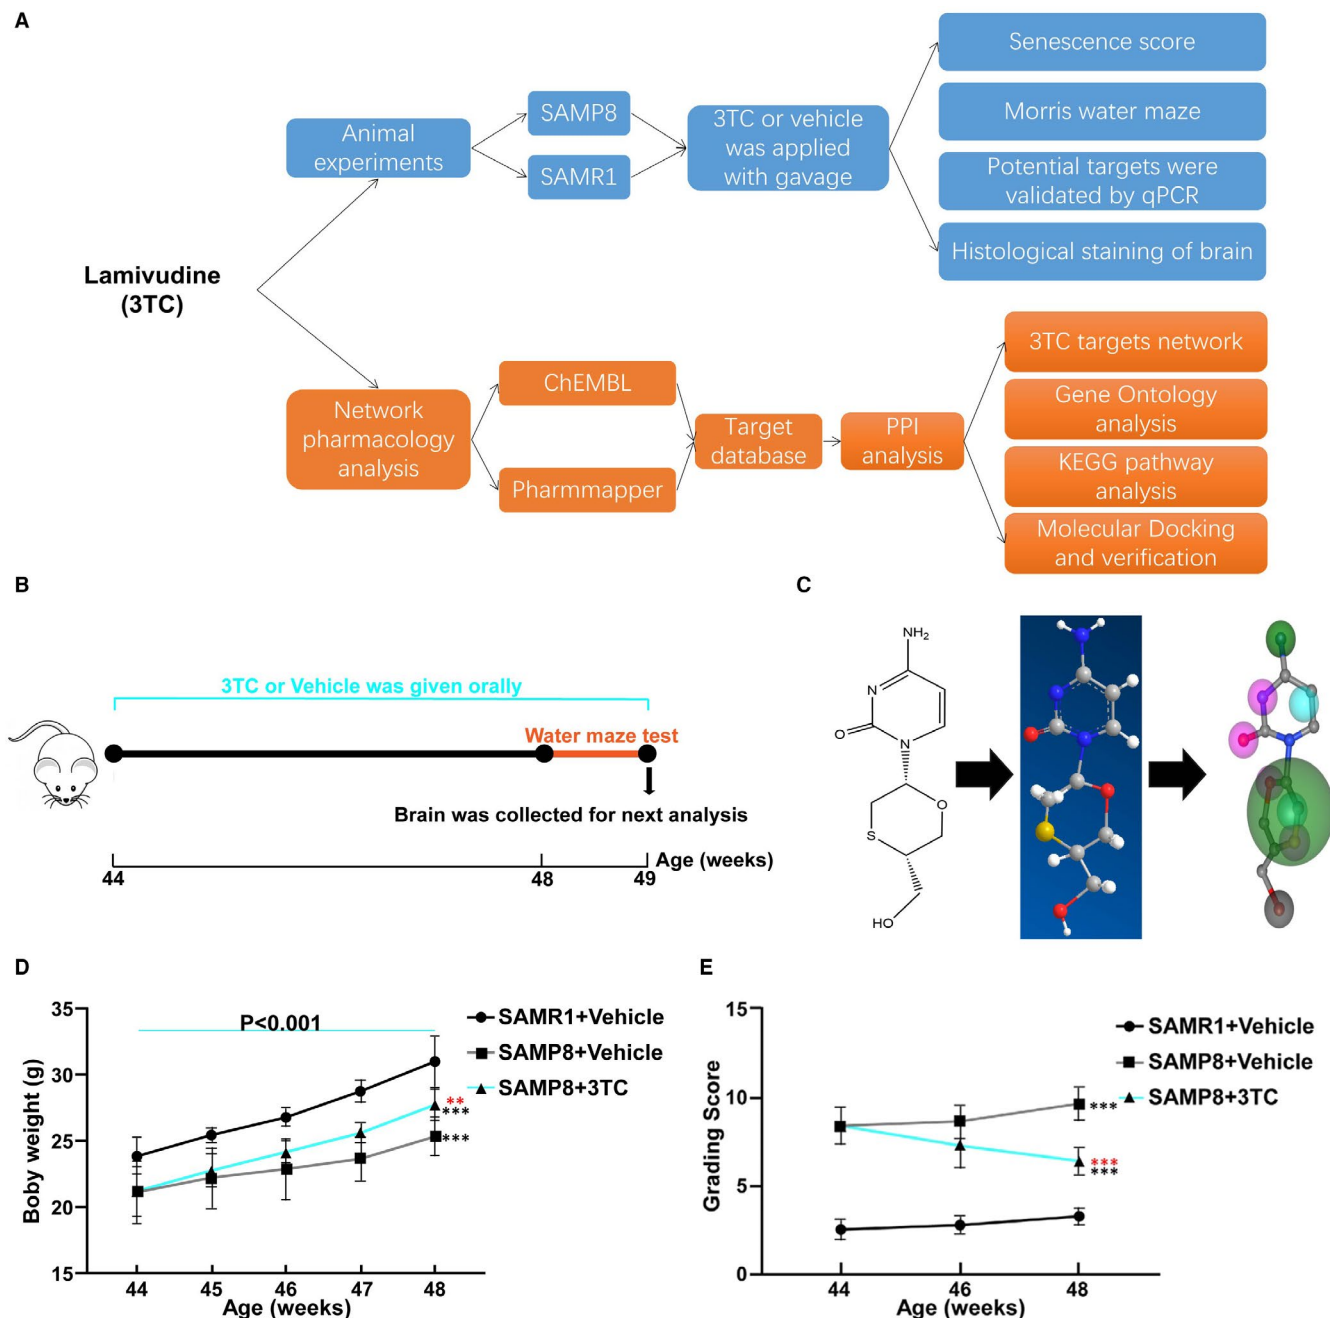 A
Lamivudine
(3TC)
Animal
experiments
SAMP8
SAMR1
3TC or vehicle
was applied
with gavage
Senescence score
Morris water maze
Potential targets were
validated by qPCR
Histological staining of brain
Network
pharmacology
analysis
ChEMBL
Pharmmapper
Target
database
PPI
analysis
3TC targets network
Gene Ontology
analysis
KEGG pathway
analysis
Molecular Docking
and verification
B
3TC or Vehicle was given orally
Water maze test
Brain was collected for next analysis
Age (weeks)
44
48
49
C
NH₂
N
O
N
O
S
HO
D
35
30
25
20
15
Boby weight (g)
P<0.001
SAMR1+Vehicle
SAMP8+Vehicle
SAMP8+3TC
**
***
***
44 45 46 47 48
Age (weeks)
E
15
10
5
0
Grading Score
SAMR1+Vehicle
SAMP8+Vehicle
SAMP8+3TC
***
***
***
44 46 48
Age (weeks)